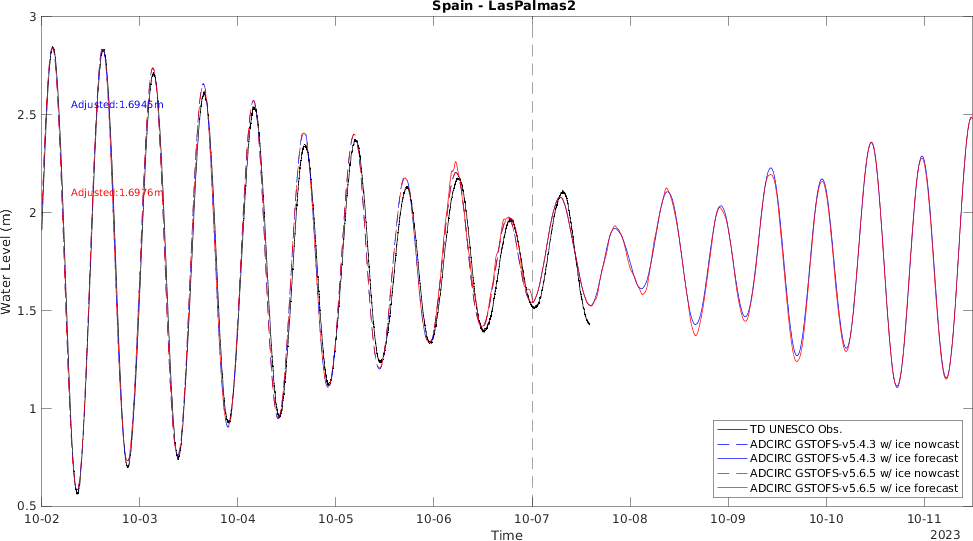 Spain - LasPalmas2
3
2.5
2
1.5
1
0.5
Water Level (m)
Adjusted:1.6945m
Adjusted:1.6976m
TD UNESCO Obs.
ADCIRC GSTOFS-v5.4.3 w/ ice nowcast
ADCIRC GSTOFS-v5.4.3 w/ ice forecast
ADCIRC GSTOFS-v5.6.5 w/ ice nowcast
ADCIRC GSTOFS-v5.6.5 w/ ice forecast
10-02 10-03 10-04 10-05 10-06 10-07 10-08 10-09 10-10 10-11
Time
2023